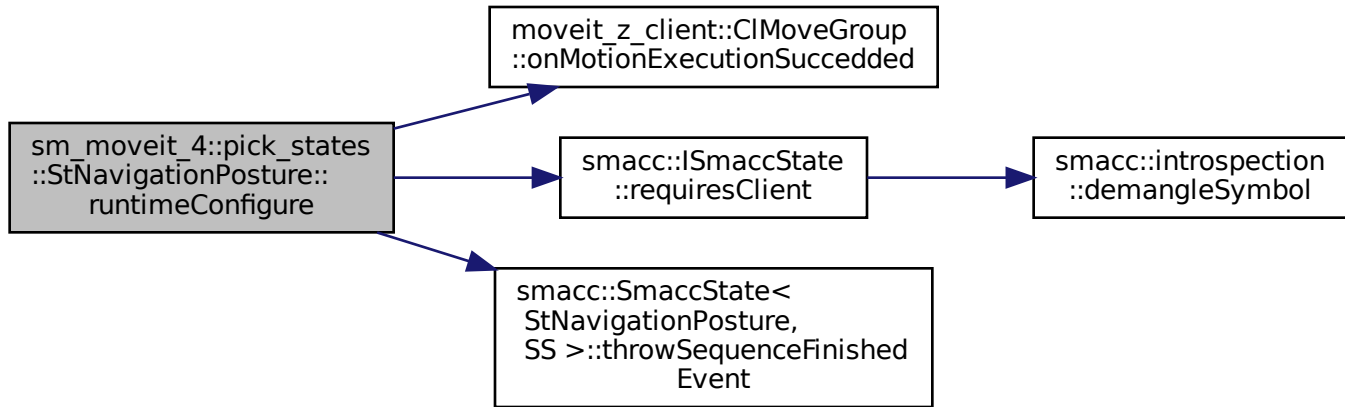 sm_moveit_4::pick_states
::StNavigationPosture::
runtimeConfigure
moveit_z_client::ClMoveGroup
::onMotionExecutionSuccedded
smacc::ISmaccState
::requiresClient
smacc::introspection
::demangleSymbol
smacc::SmaccState<
StNavigationPosture,
SS >::throwSequenceFinished
Event